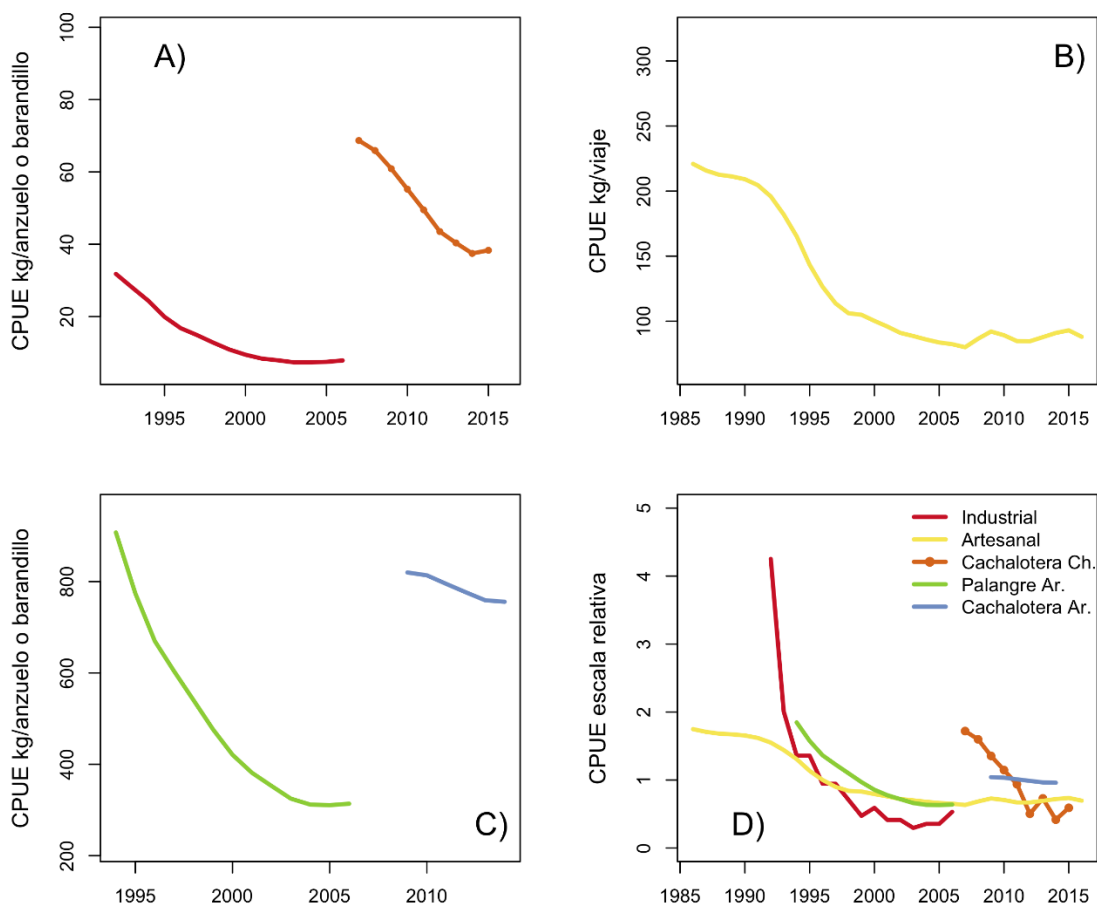 A)
CPUE kg/anzuelo o barandillo
100
80
60
40
20
1995 2000 2005 2010 2015
B)
CPUE kg/viaje
300
250
200
150
100
1985 1990 1995 2000 2005 2010 2015
C)
CPUE kg/anzuelo o barandillo
800
600
400
200
1995 2000 2005 2010
D)
CPUE escala relativa
5
4
3
2
1
0
Industrial
Artesanal
Cachalotera Ch.
Palangre Ar.
Cachalotera Ar.
1985 1990 1995 2000 2005 2010 2015